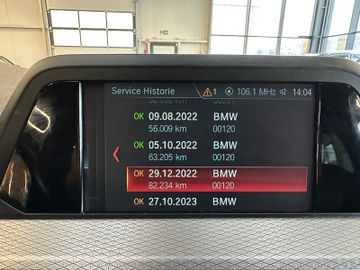 Service Historie 1 106.1 MHz 14:04
OK 09.08.2022 BMW
56.009 km 00120
OK 05.10.2022 BMW
63.205 km 00120
OK 29.12.2022 BMW
82.234 km 00120
OK 27.10.2023 BMW